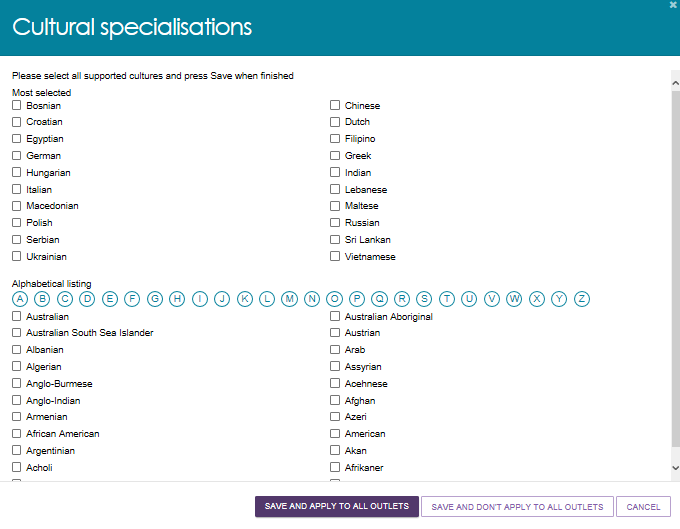 Cultural specialisations
Please select all supported cultures and press Save when finished
Most selected
Bosnian Chinese
Croatian Dutch
Egyptian Filipino
German Greek
Hungarian Indian
Italian Lebanese
Macedonian Maltese
Polish Russian
Serbian Sri Lankan
Ukrainian Vietnamese
Alphabetical listing
A B C D E F G H I J K L M N O P Q R S T U V W X Y Z
Australian Australian Aboriginal
Australian South Sea Islander Austrian
Albanian Arab
Algerian Assyrian
Anglo-Burmese Acehnese
Anglo-Indian Afghan
Armenian Azeri
African American American
Argentinian Akan
Acholi Afrikaner
SAVE AND APPLY TO ALL OUTLETS SAVE AND DON'T APPLY TO ALL OUTLETS CANCEL